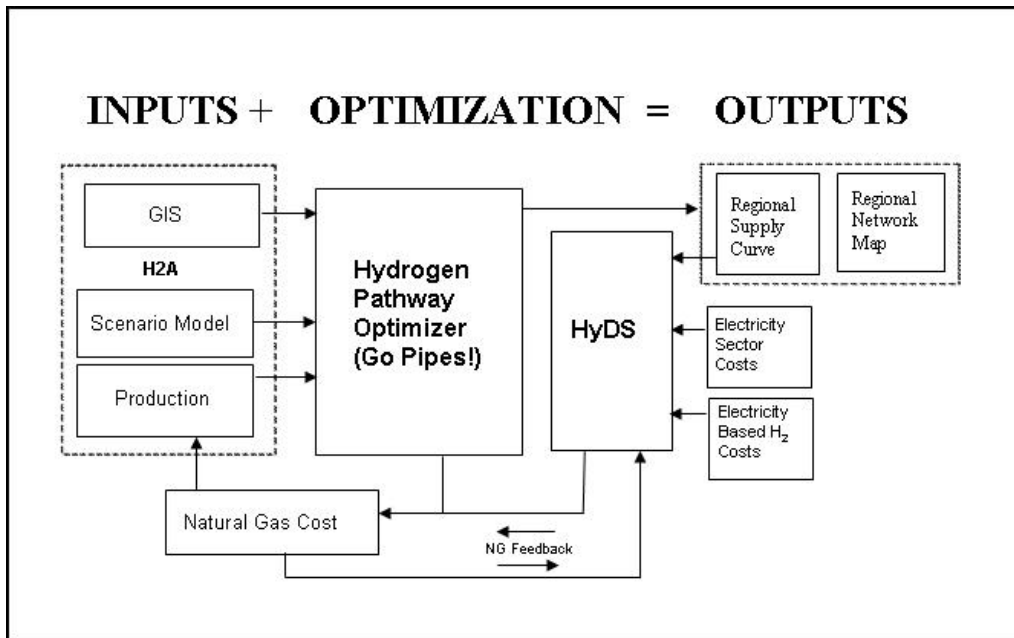 INPUTS + OPTIMIZATION = OUTPUTS
GIS
H2A
Scenario Model
Production
Hydrogen
Pathway
Optimizer
(Go Pipes!)
HyDS
Regional
Supply
Curve
Regional
Network
Map
Electricity
Sector
Costs
Electricity
Based H₂
Costs
Natural Gas Cost
NG Feedback